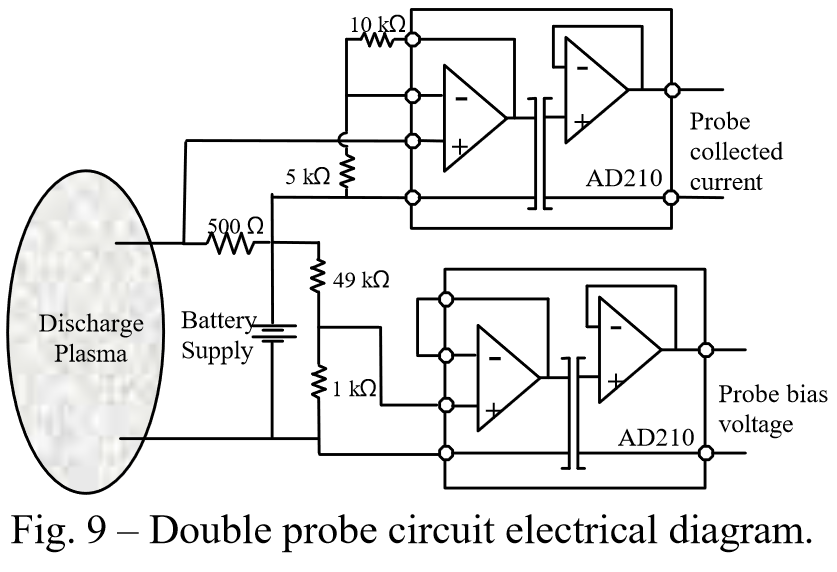 10 kΩ
-
+
-
+
Probe
collected
current
AD210
5 kΩ
500 Ω
49 kΩ
Discharge
Plasma
Battery
Supply
1 kΩ
-
+
-
+
Probe bias
voltage
AD210
Fig. 9 – Double probe circuit electrical diagram.